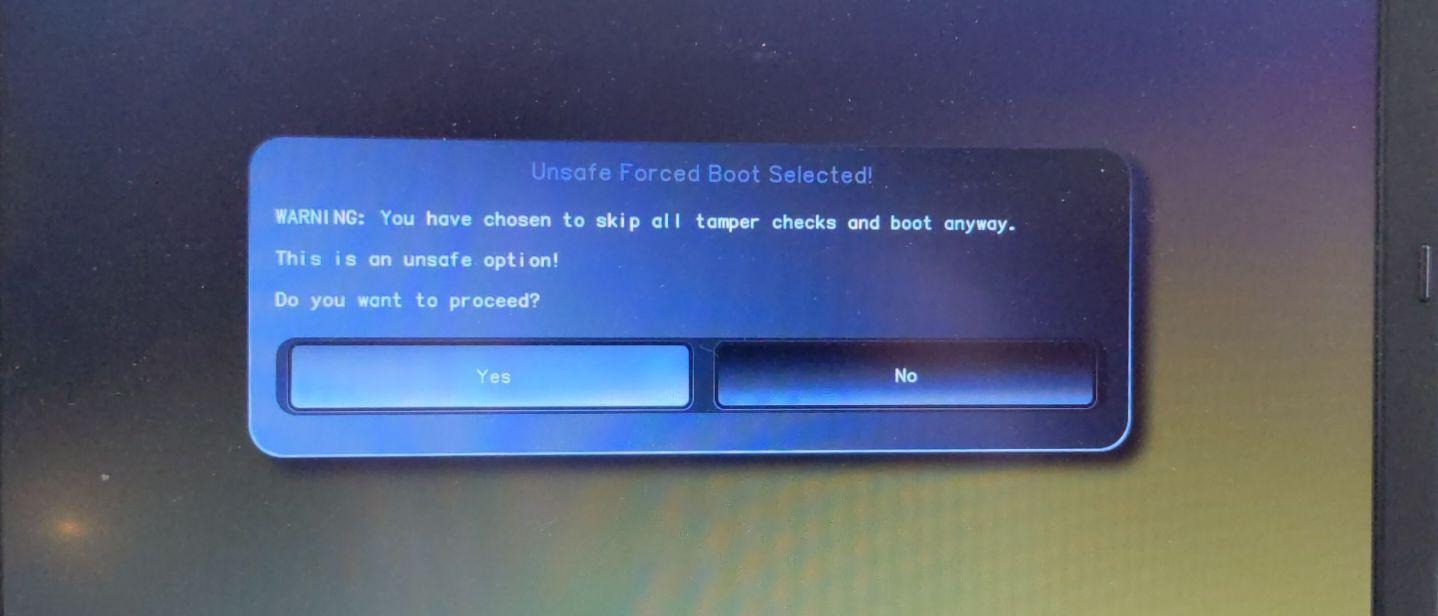 Unsafe Forced Boot Selected!
WARNING: You have chosen to skip all tamper checks and boot anyway.
This is an unsafe option!
Do you want to proceed?
Yes
No